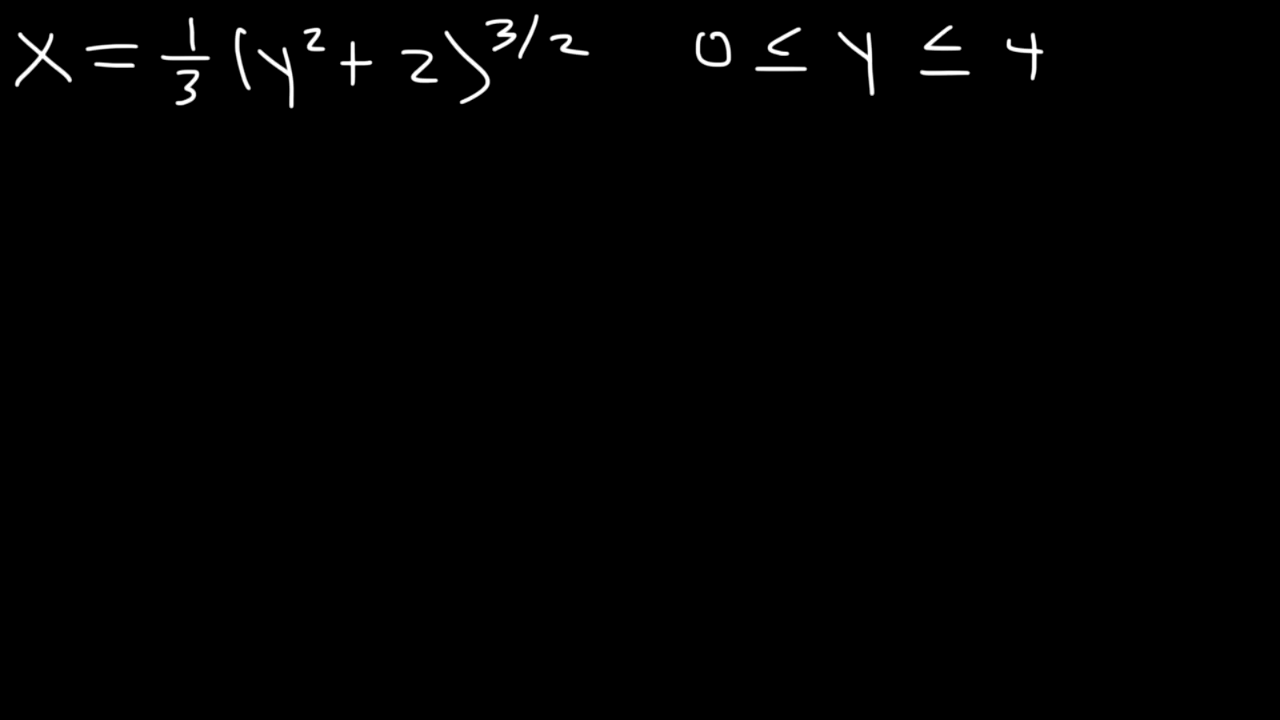 x = 1/3 (y² + 2)^3/2 0 ≤ y ≤ 4